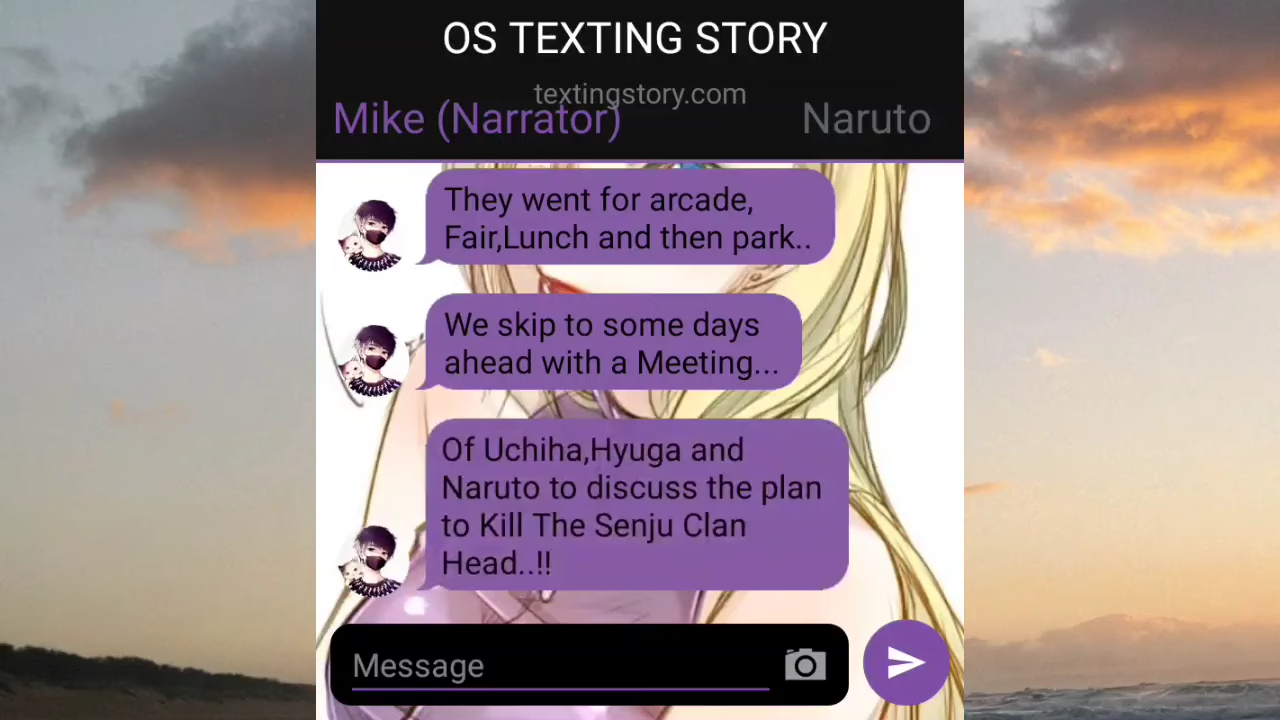 OS TEXTING STORY
textingstory.com
Mike (Narrator) Naruto
They went for arcade,
Fair,Lunch and then park..
We skip to some days
ahead with a Meeting...
Of Uchiha,Hyuga and
Naruto to discuss the plan
to Kill The Senju Clan
Head..!!
Message